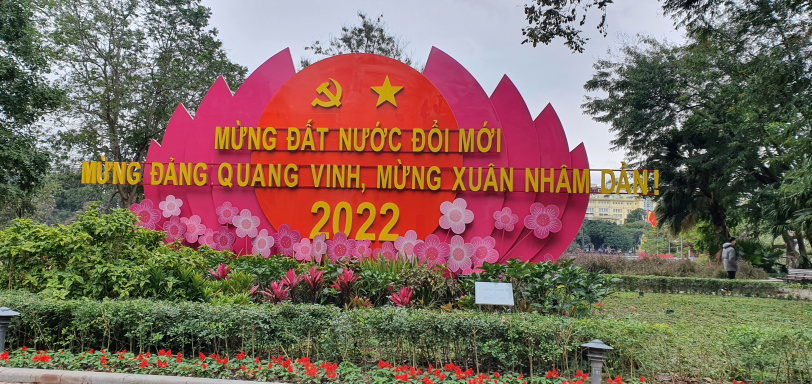 MỪNG ĐẤT NƯỚC ĐỔI MỚI
MỪNG ĐẢNG QUANG VINH, MỪNG XUÂN NHÂM DẦN!
2022